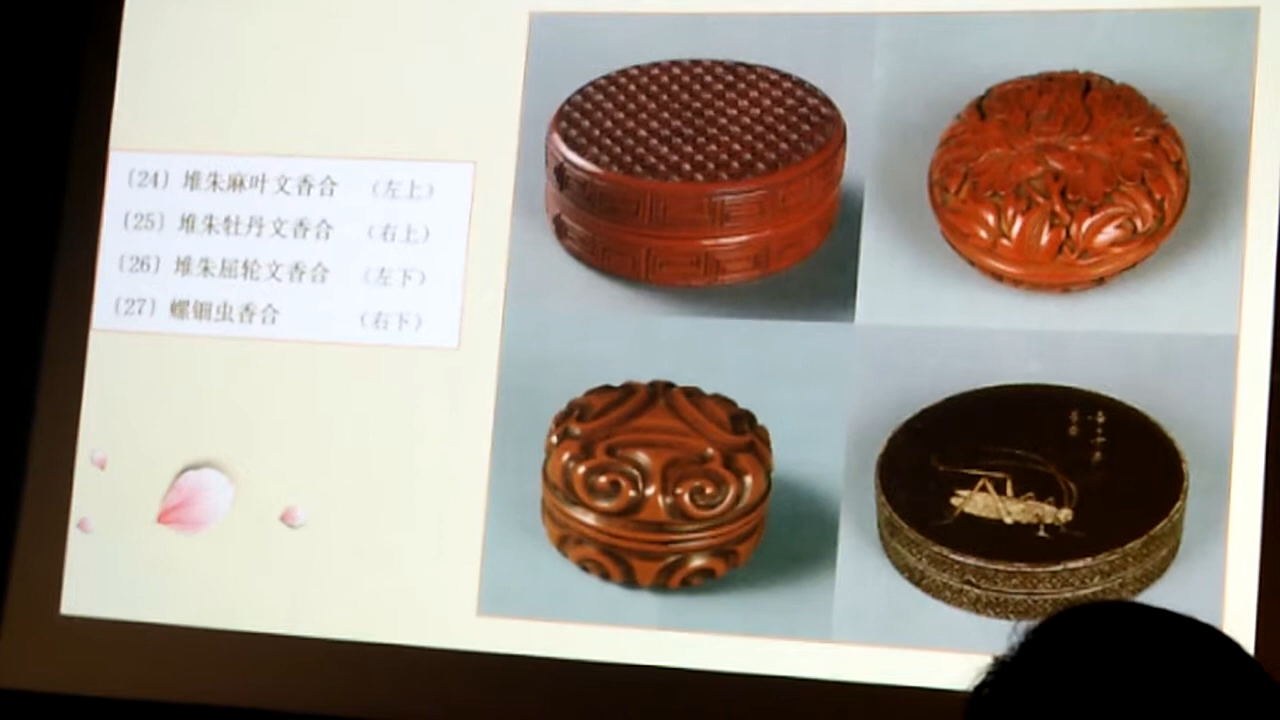 〔24〕堆朱麻叶文香合 （左上）
〔25〕堆朱牡丹文香合 （右上）
〔26〕堆朱屈轮文香合 （左下）
〔27〕螺钿虫香合 （右下）